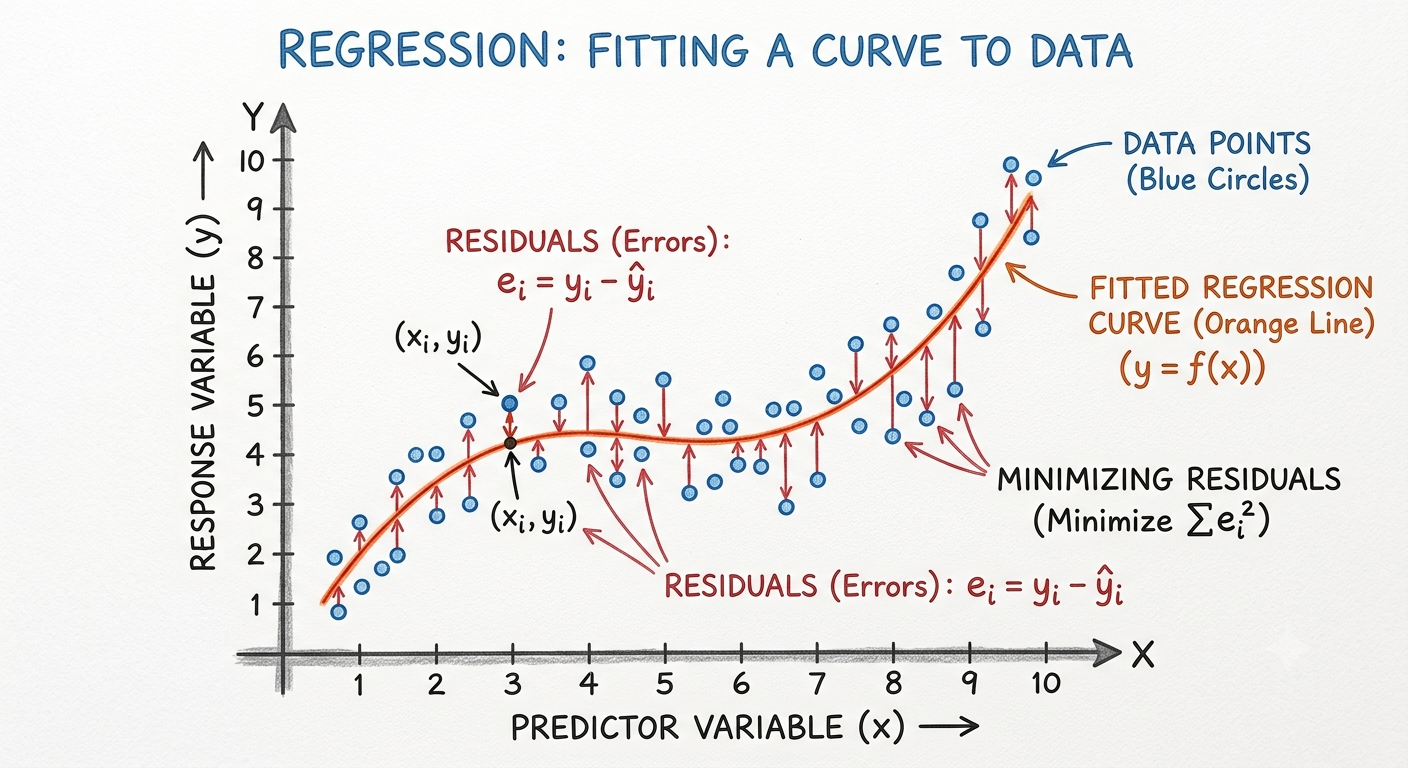 REGRESSION: FITTING A CURVE TO DATA
Y
RESPONSE VARIABLE (y) →
10
9
8
7
6
5
4
3
2
1
DATA POINTS
(Blue Circles)
RESIDUALS (Errors):
eᵢ = yᵢ − ŷᵢ
(xᵢ, yᵢ)
FITTED REGRESSION
CURVE (Orange Line)
(y = f(x))
(xᵢ, yᵢ)
MINIMIZING RESIDUALS
(Minimize ∑eᵢ²)
RESIDUALS (Errors): eᵢ = yᵢ − ŷᵢ
X
1 2 3 4 5 6 7 8 9 10
PREDICTOR VARIABLE (x) →